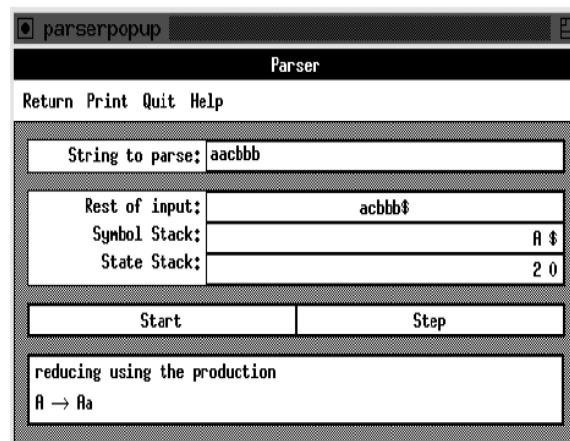 parserpopup
Parser
Return Print Quit Help
String to parse: aacbbb
Rest of input: acbbb$
Symbol Stack: A $
State Stack: 2 0
Start Step
reducing using the production
A → Aa